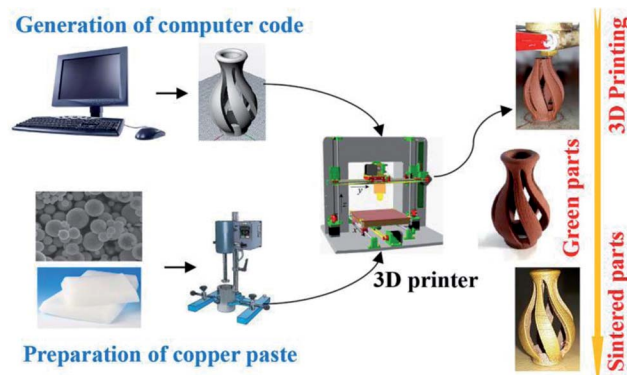 Generation of computer code
3D Printing
y
Green parts
3D printer
Sintered parts
Preparation of copper paste